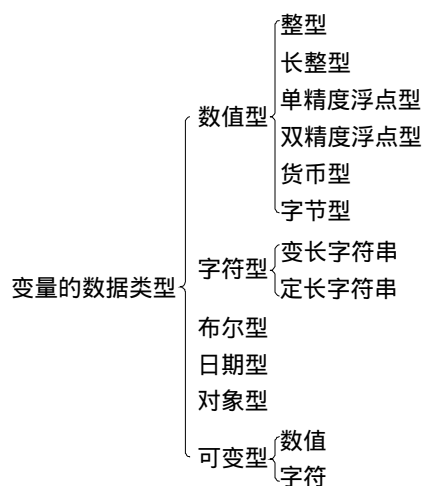 变量的数据类型
数值型
整型
长整型
单精度浮点型
双精度浮点型
货币型
字节型
字符型
变长字符串
定长字符串
布尔型
日期型
对象型
可变型
数值
字符